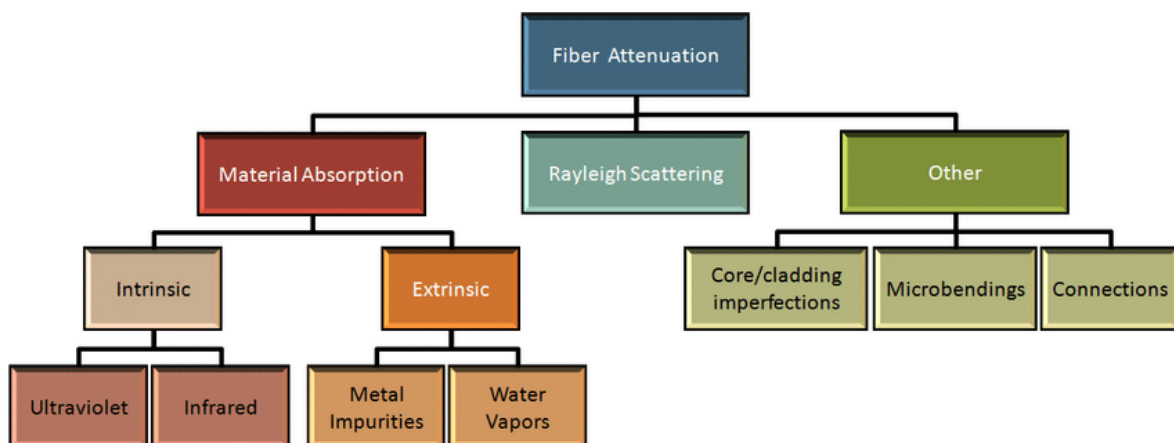 Fiber Attenuation
Material Absorption
Rayleigh Scattering
Other
Intrinsic
Extrinsic
Core/cladding
imperfections
Microbendings
Connections
Ultraviolet
Infrared
Metal
Impurities
Water
Vapors